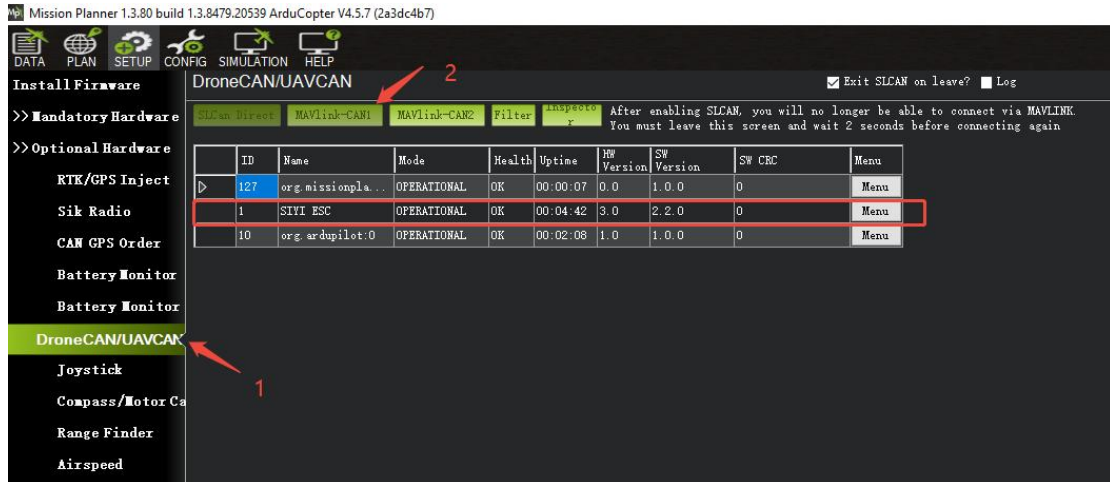 Mission Planner 1.3.80 build 1.3.8479.20539 ArduCopter V4.5.7 (2a3dc4b7)
DATA PLAN SETUP CONFIG SIMULATION HELP
2
Install Firmware
DroneCAN/UAVCAN
Exit SLCAN on leave? Log
>> Mandatory Hardware
SLCan Direct MAVlink-CAN1 MAVlink-CAN2 Filter Inspector
After enabling SLCAN, you will no longer be able to connect via MAVLINK.
You must leave this screen and wait 2 seconds before connecting again
>> Optional Hardware
ID Name Mode Health Uptime HW Version SW Version SW CRC Menu
127 org.missionpla... OPERATIONAL OK 00:00:07 0.0 1.0.0 0 Menu
1 SIYI ESC OPERATIONAL OK 00:04:42 3.0 2.2.0 0 Menu
10 org.ardupilot:0 OPERATIONAL OK 00:02:08 1.0 1.0.0 0 Menu
RTK/GPS Inject
Sik Radio
CAN GPS Order
Battery Monitor
Battery Monitor
DroneCAN/UAVCAN
1
Joystick
Compass/Motor Ca
Range Finder
Airspeed